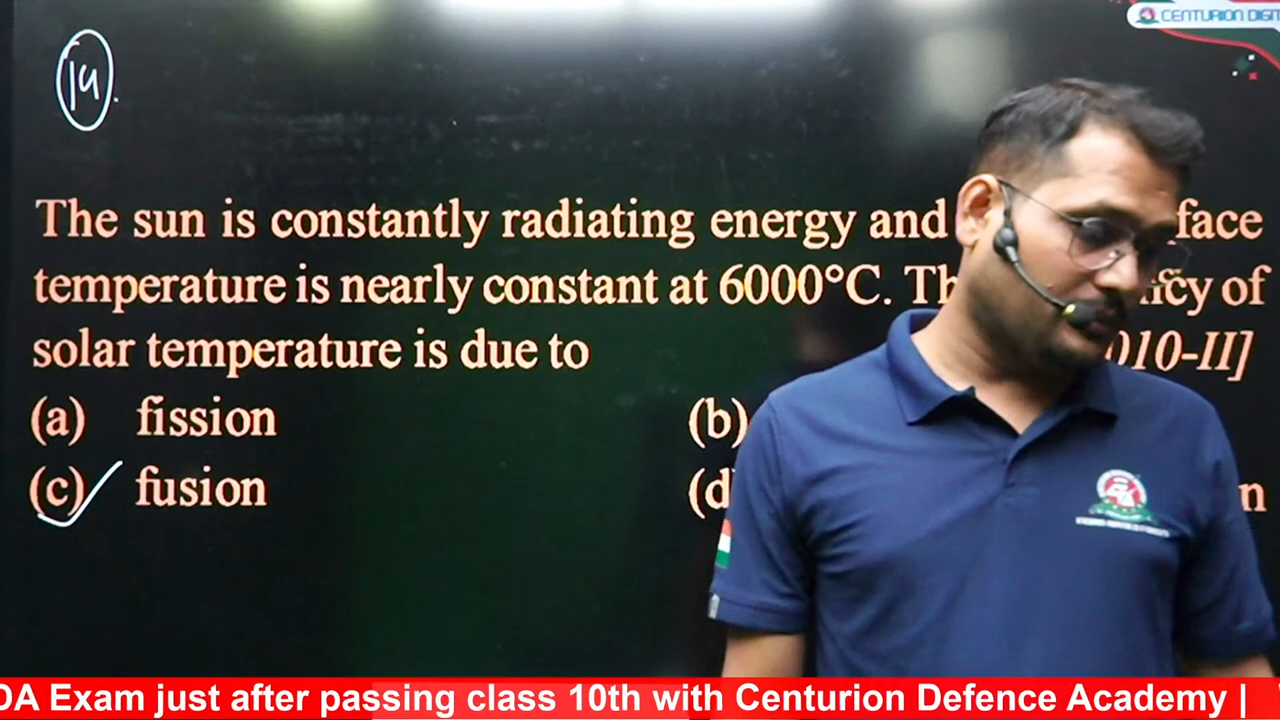 CENTURION DIGIT
14.
The sun is constantly radiating energy and face
temperature is nearly constant at 6000°C. Th cy of
solar temperature is due to 010-II]
(a) fission (b)
(c) fusion (d n
DA Exam just after passing class 10th with Centurion Defence Academy |